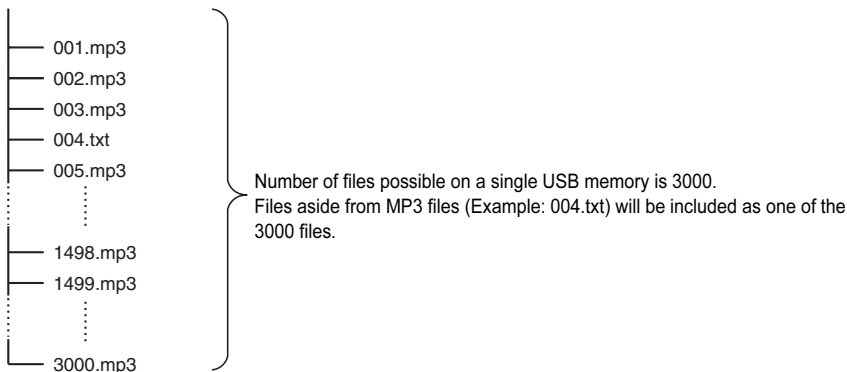 001.mp3
002.mp3
003.mp3
004.txt
005.mp3
1498.mp3
1499.mp3
3000.mp3
Number of files possible on a single USB memory is 3000.
Files aside from MP3 files (Example: 004.txt) will be included as one of the
3000 files.